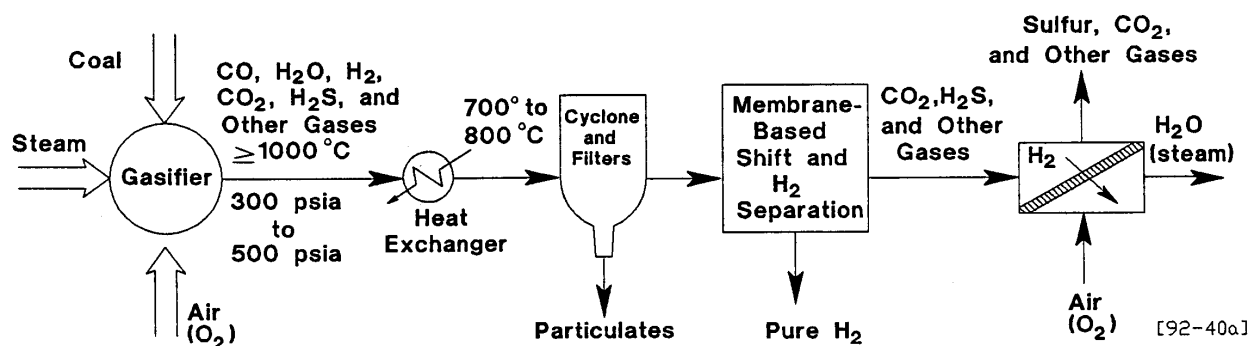 Coal
Steam
Gasifier
Air
(O₂)
CO, H₂O, H₂,
CO₂, H₂S, and
Other Gases
≥1000 °C
300 psia
to
500 psia
700° to
800 °C
Heat
Exchanger
Cyclone
and
Filters
Particulates
Membrane-
Based
Shift and
H₂
Separation
Pure H₂
CO₂,H₂S,
and Other
Gases
Sulfur, CO₂,
and Other Gases
H₂
H₂O
(steam)
Air
(O₂)
[92-40a]